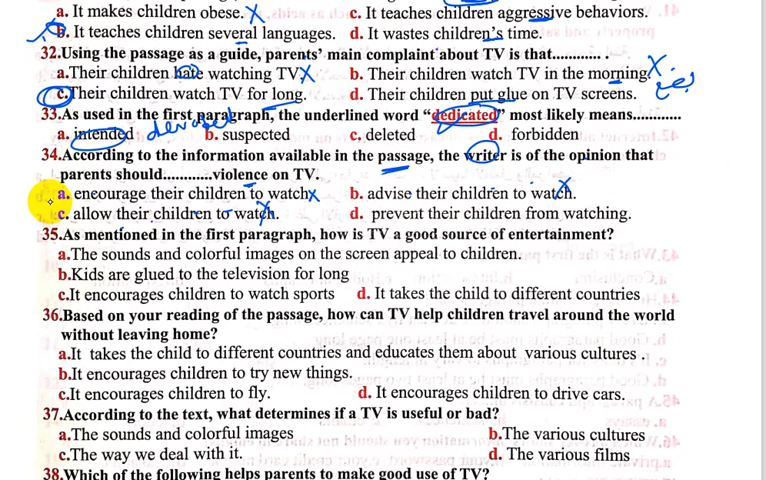 a. It makes children obese. X c. It teaches children aggressive behaviors.
b. It teaches children several languages. d. It wastes children's time.
32.Using the passage as a guide, parents' main complaint about TV is that............ .
a.Their children hate watching TV X b. Their children watch TV in the morning. X
c.Their children watch TV for long. d. Their children put glue on TV screens.
33.As used in the first paragraph, the underlined word "dedicated" most likely means............
a. intended b. suspected c. deleted d. forbidden
34.According to the information available in the passage, the writer is of the opinion that
parents should...........violence on TV.
a. encourage their children to watch X b. advise their children to watch. X
c. allow their children to watch. X d. prevent their children from watching.
35.As mentioned in the first paragraph, how is TV a good source of entertainment?
a.The sounds and colorful images on the screen appeal to children.
b.Kids are glued to the television for long
c.It encourages children to watch sports d. It takes the child to different countries
36.Based on your reading of the passage, how can TV help children travel around the world
without leaving home?
a.It takes the child to different countries and educates them about various cultures .
b.It encourages children to try new things.
c.It encourages children to fly. d. It encourages children to drive cars.
37.According to the text, what determines if a TV is useful or bad?
a.The sounds and colorful images b.The various cultures
c.The way we deal with it. d. The various films
38.Which of the following helps parents to make good use of TV?